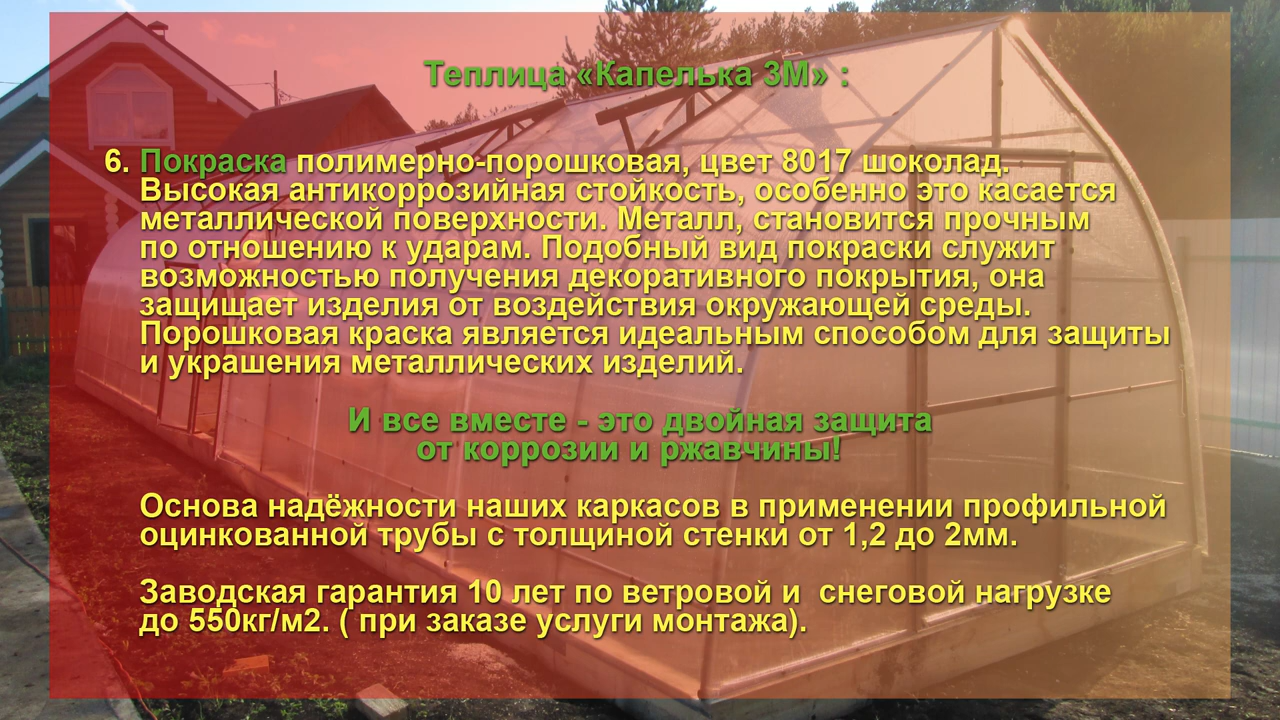 Теплица «Капелька 3М» :
6. Покраска полимерно-порошковая, цвет 8017 шоколад.
Высокая антикоррозийная стойкость, особенно это касается
металлической поверхности. Металл, становится прочным
по отношению к ударам. Подобный вид покраски служит
возможностью получения декоративного покрытия, она
защищает изделия от воздействия окружающей среды.
Порошковая краска является идеальным способом для защиты
и украшения металлических изделий.
И все вместе - это двойная защита
от коррозии и ржавчины!
Основа надёжности наших каркасов в применении профильной
оцинкованной трубы с толщиной стенки от 1,2 до 2мм.
Заводская гарантия 10 лет по ветровой и  снеговой нагрузке
до 550кг/м2. ( при заказе услуги монтажа).